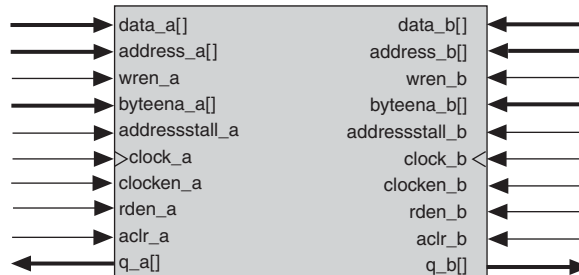 data_a[] data_b[]
address_a[] address_b[]
wren_a wren_b
byteena_a[] byteena_b[]
addressstall_a addressstall_b
clock_a clock_b
clocken_a clocken_b
rden_a rden_b
aclr_a aclr_b
q_a[] q_b[]